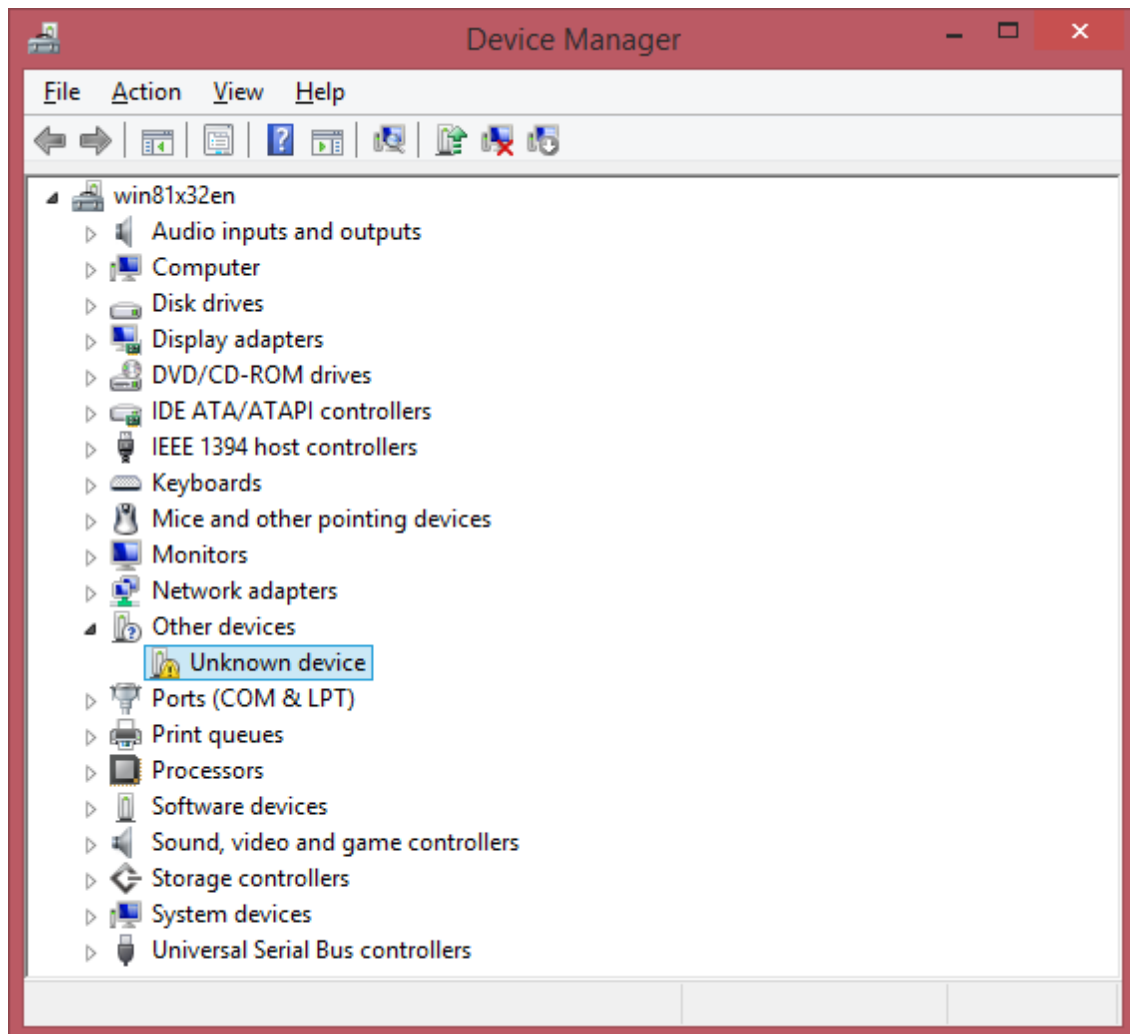 Device Manager
File Action View Help
win81x32en
Audio inputs and outputs
Computer
Disk drives
Display adapters
DVD/CD-ROM drives
IDE ATA/ATAPI controllers
IEEE 1394 host controllers
Keyboards
Mice and other pointing devices
Monitors
Network adapters
Other devices
Unknown device
Ports (COM & LPT)
Print queues
Processors
Software devices
Sound, video and game controllers
Storage controllers
System devices
Universal Serial Bus controllers